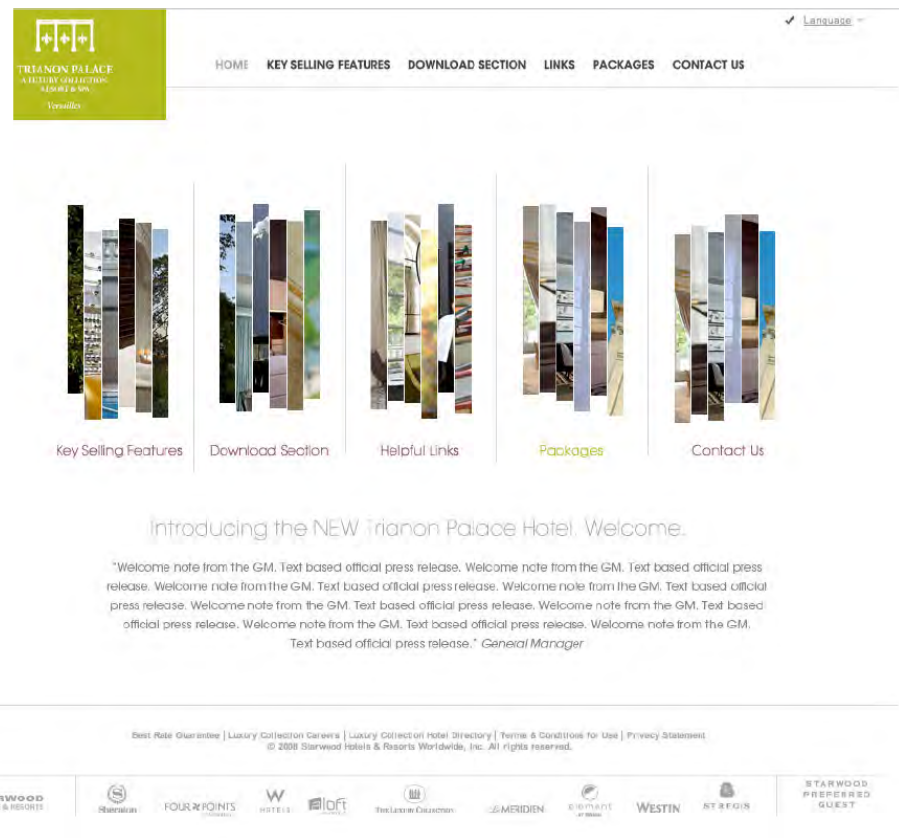 Language
TRIANON PALACE
A LUXURY COLLECTION
RESORT & SPA
Versailles
HOME KEY SELLING FEATURES DOWNLOAD SECTION LINKS PACKAGES CONTACT US
Key Selling Features Download Section Helpful Links Packages Contact Us
Introducing the NEW Trianon Palace Hotel. Welcome.
"Welcome note from the GM. Text based official press release. Welcome note from the GM. Text based official press
release. Welcome note from the GM. Text based official press release. Welcome note from the GM. Text based official
press release. Welcome note from the GM. Text based official press release. Welcome note from the GM. Text based
official press release. Welcome note from the GM. Text based official press release. Welcome note from the GM.
Text based official press release." General Manager
Best Rate Guarantee | Luxury Collection Careers | Luxury Collection Hotel Directory | Terms & Conditions for Use | Privacy Statement
© 2008 Starwood Hotels & Resorts Worldwide, Inc. All rights reserved.
RWOOD
& RESORTS
Sheraton
FOUR POINTS
W
HOTELS
aloft
THE LUXURY COLLECTION
Le MERIDIEN
element
WESTIN
ST REGIS
STARWOOD
PREFERRED
GUEST